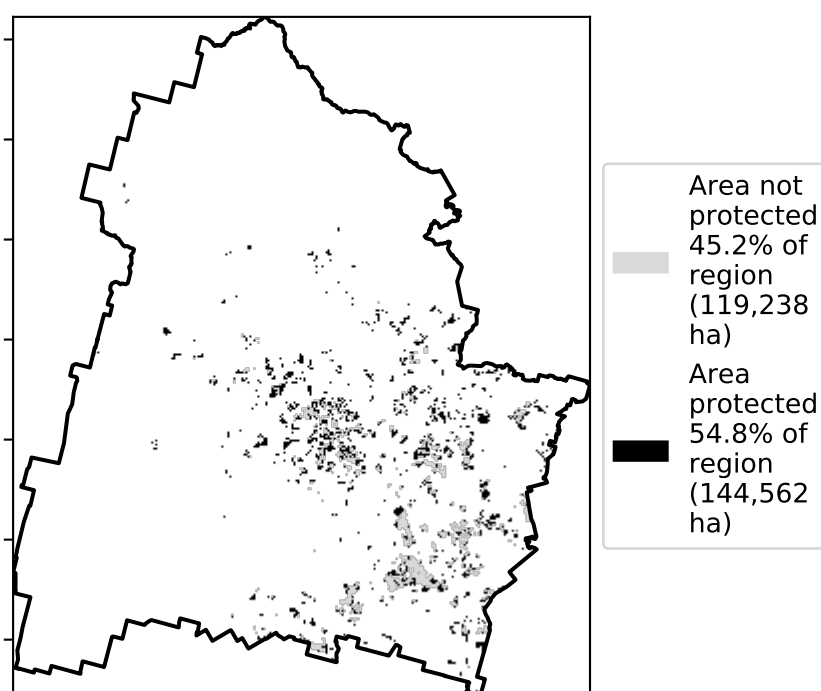 Area not
protected
45.2% of
region
(119,238
ha)
Area
protected
54.8% of
region
(144,562
ha)